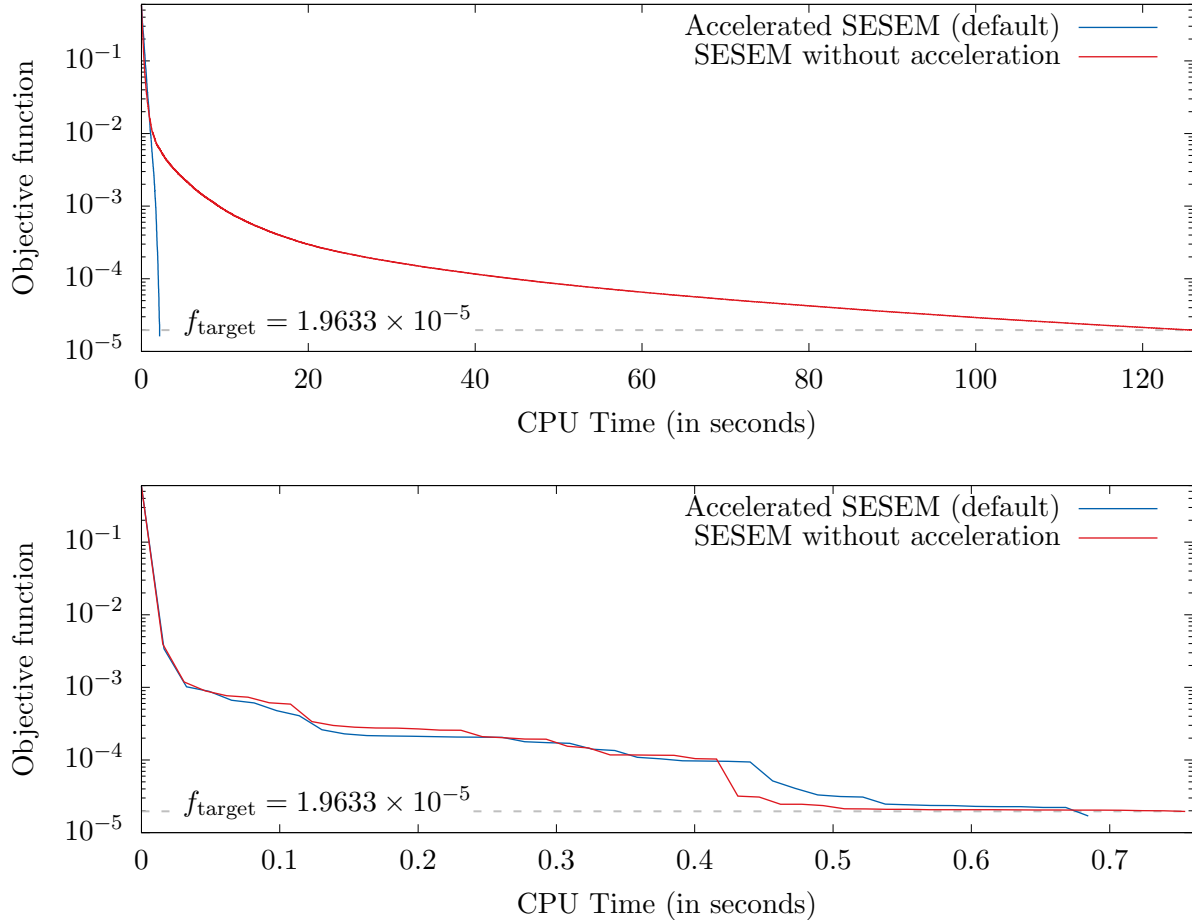 Objective function
10⁻¹
10⁻²
10⁻³
10⁻⁴
10⁻⁵
Accelerated SESEM (default)
SESEM without acceleration
f_target = 1.9633 × 10⁻⁵
0 20 40 60 80 100 120
CPU Time (in seconds)
Objective function
10⁻¹
10⁻²
10⁻³
10⁻⁴
10⁻⁵
Accelerated SESEM (default)
SESEM without acceleration
f_target = 1.9633 × 10⁻⁵
0 0.1 0.2 0.3 0.4 0.5 0.6 0.7
CPU Time (in seconds)